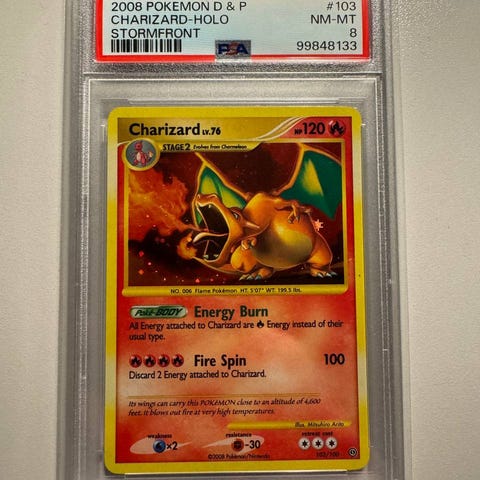 2008 POKEMON D & P #103
CHARIZARD-HOLO NM-MT
STORMFRONT 8
PSA 99848133
Charizard LV.76 HP 120
STAGE 2 Evolves from Charmeleon
NO. 006 Flame Pokémon HT: 5'07" WT: 199.5 lbs.
Poké-BODY Energy Burn
All Energy attached to Charizard are Energy instead of their
usual type.
Fire Spin 100
Discard 2 Energy attached to Charizard.
Its wings can carry this POKéMON close to an altitude of 4,600
feet. It blows out fire at very high temperatures.
Illus. Mitsuhiro Arita
weakness resistance retreat cost
×2 -30
©2008 Pokémon/Nintendo 103/100